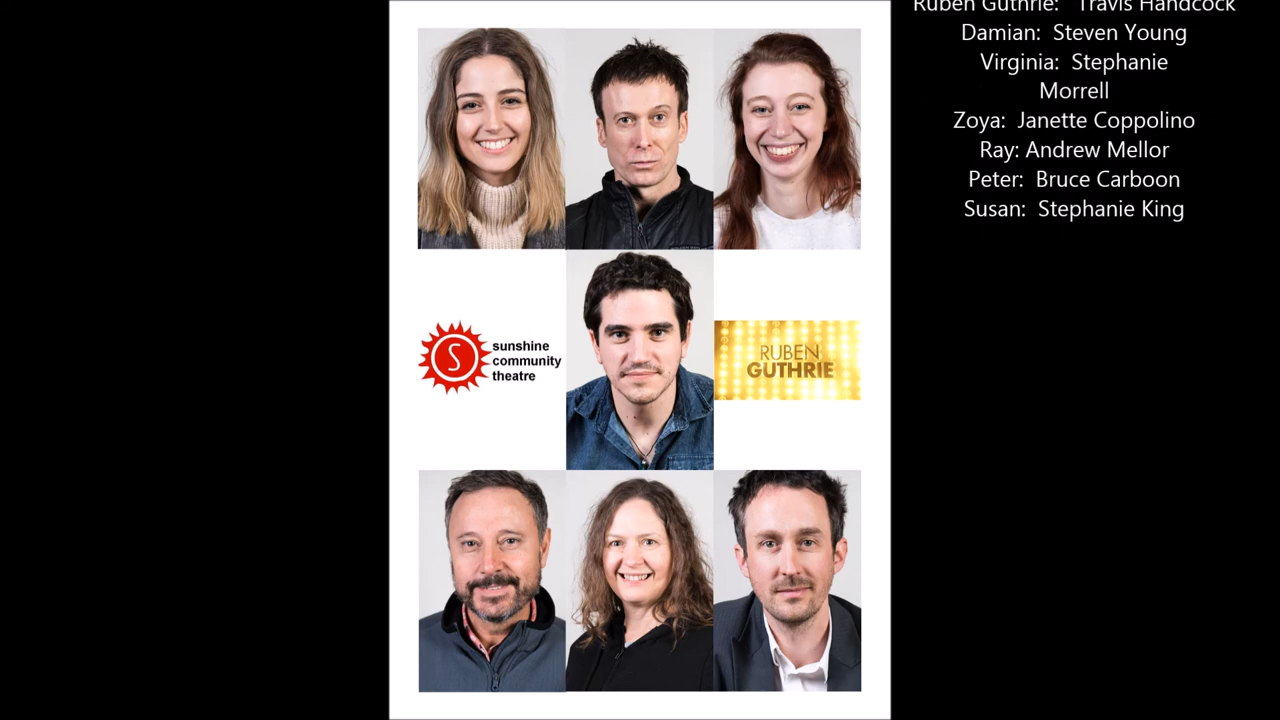 Ruben Guthrie: Travis Handcock
Damian: Steven Young
Virginia: Stephanie
Morrell
Zoya: Janette Coppolino
Ray: Andrew Mellor
Peter: Bruce Carboon
Susan: Stephanie King
S
sunshine
community
theatre
RUBEN
GUTHRIE